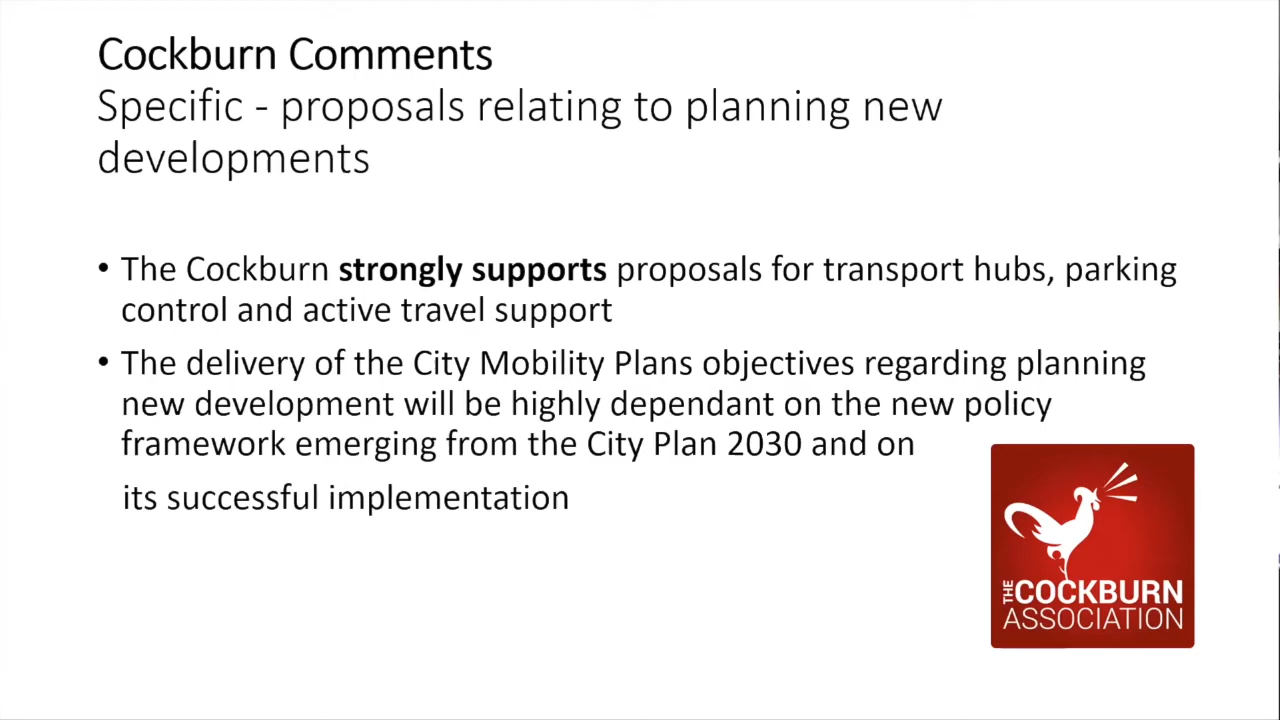 Cockburn Comments
Specific - proposals relating to planning new
developments
• The Cockburn strongly supports proposals for transport hubs, parking
control and active travel support
• The delivery of the City Mobility Plans objectives regarding planning
new development will be highly dependant on the new policy
framework emerging from the City Plan 2030 and on
its successful implementation
THE COCKBURN
ASSOCIATION